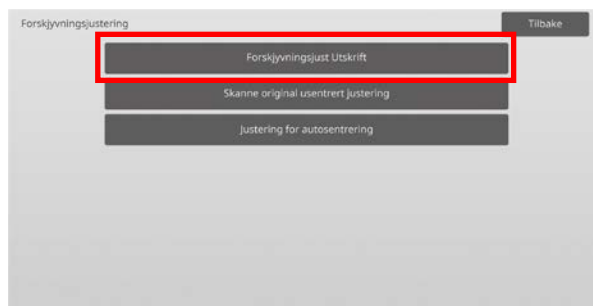 Forskjyvningsjustering
Tilbake
Forskjyvningsjust Utskrift
Skanne original usentrert justering
Justering for autosentrering